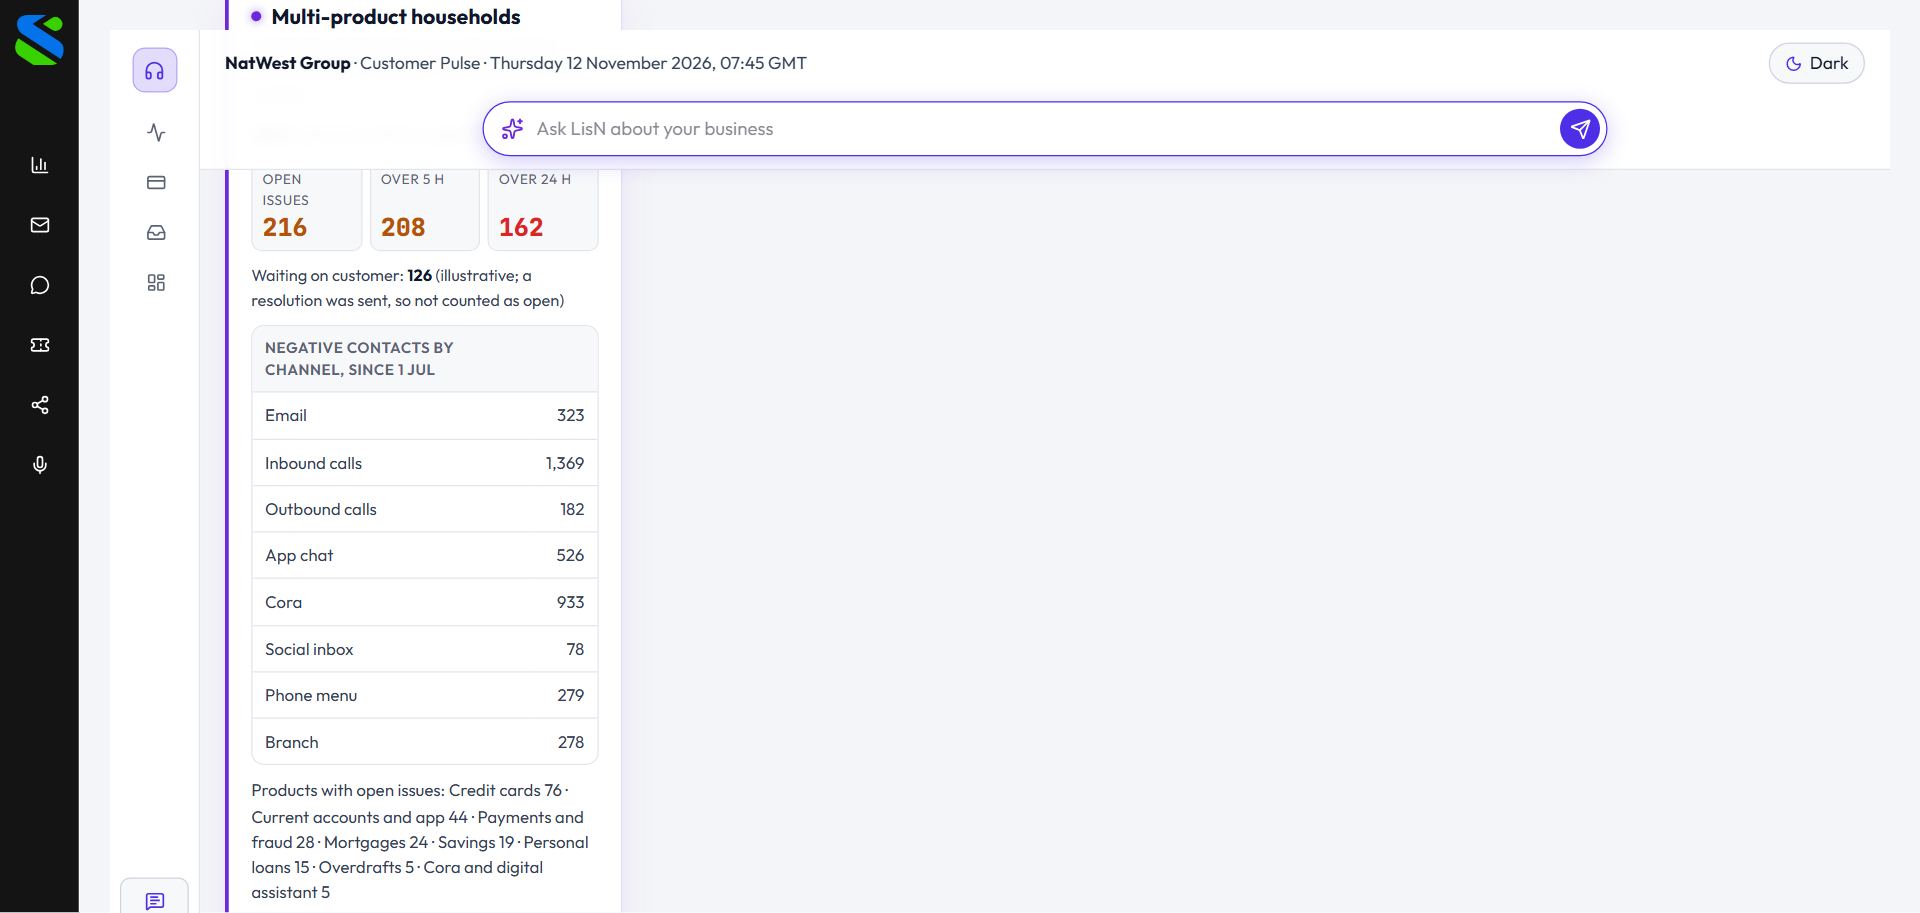 Multi-product households
NatWest Group · Customer Pulse · Thursday 12 November 2026, 07:45 GMT
Dark
Ask LisN about your business
OPEN ISSUES
216
OVER 5 H
208
OVER 24 H
162
Waiting on customer: 126 (illustrative; a
resolution was sent, so not counted as open)
NEGATIVE CONTACTS BY
CHANNEL, SINCE 1 JUL
Email 323
Inbound calls 1,369
Outbound calls 182
App chat 526
Cora 933
Social inbox 78
Phone menu 279
Branch 278
Products with open issues: Credit cards 76 ·
Current accounts and app 44 · Payments and
fraud 28 · Mortgages 24 · Savings 19 · Personal
loans 15 · Overdrafts 5 · Cora and digital
assistant 5